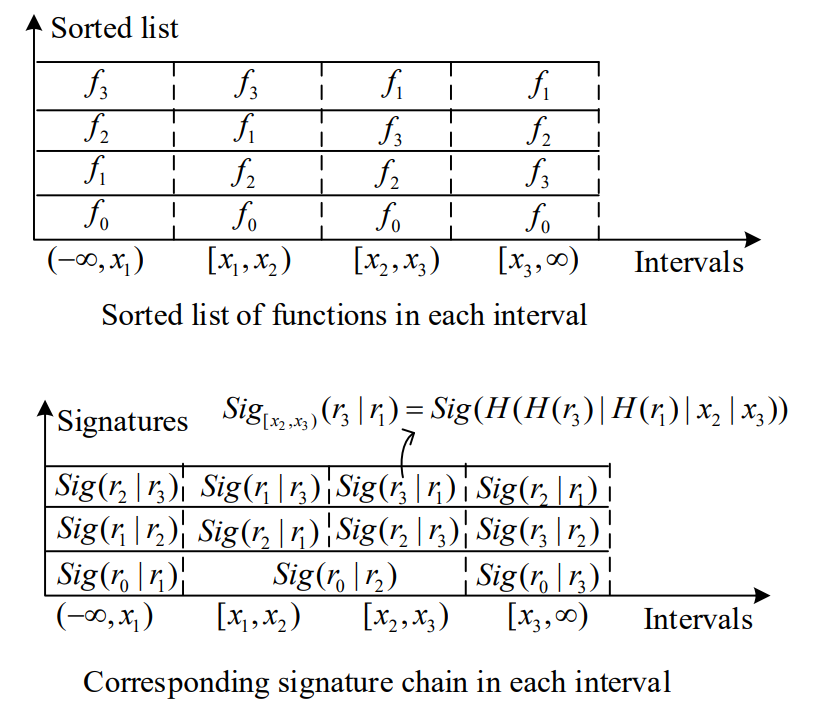 Sorted list
f₃ f₃ f₁ f₁
f₂ f₁ f₃ f₂
f₁ f₂ f₂ f₃
f₀ f₀ f₀ f₀
(−∞, x₁) [x₁, x₂) [x₂, x₃) [x₃, ∞) Intervals
Sorted list of functions in each interval
Signatures Sig[x₂,x₃)(r₃ | r₁) = Sig(H(H(r₃) | H(r₁) | x₂ | x₃))
Sig(r₂ | r₃) Sig(r₁ | r₃) Sig(r₃ | r₁) Sig(r₂ | r₁)
Sig(r₁ | r₂) Sig(r₂ | r₁) Sig(r₂ | r₃) Sig(r₃ | r₂)
Sig(r₀ | r₁) Sig(r₀ | r₂) Sig(r₀ | r₃)
(−∞, x₁) [x₁, x₂) [x₂, x₃) [x₃, ∞) Intervals
Corresponding signature chain in each interval